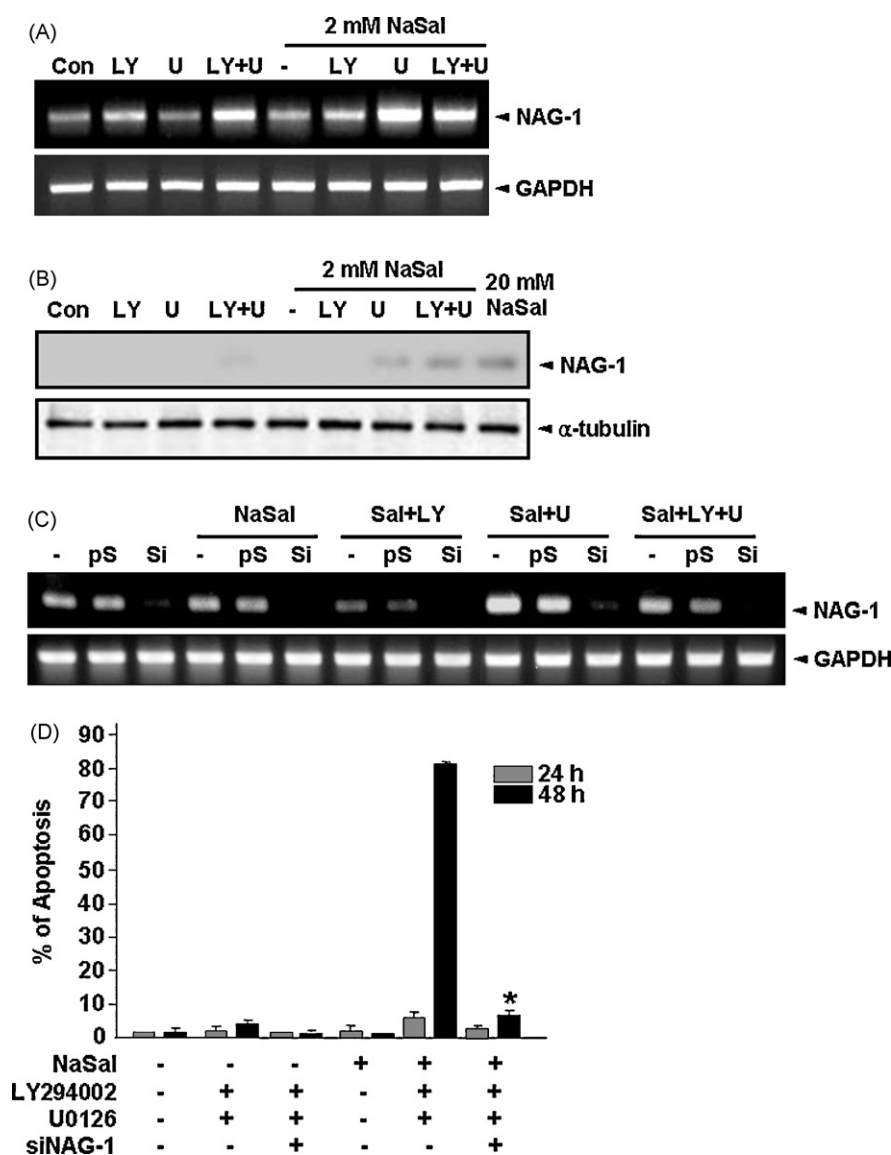 (A)
2 mM NaSal
Con LY U LY+U - LY U LY+U
NAG-1
GAPDH
(B)
2 mM NaSal 20 mM
Con LY U LY+U - LY U LY+U NaSal
NAG-1
α-tubulin
(C)
NaSal Sal+LY Sal+U Sal+LY+U
- pS Si - pS Si - pS Si - pS Si - pS Si
NAG-1
GAPDH
(D)
90
80
70
60
50
40
30
20
10
0
% of Apoptosis
24 h
48 h
*
NaSal - - - + + +
LY294002 - + + - + +
U0126 - + + - + +
siNAG-1 - - + - - +